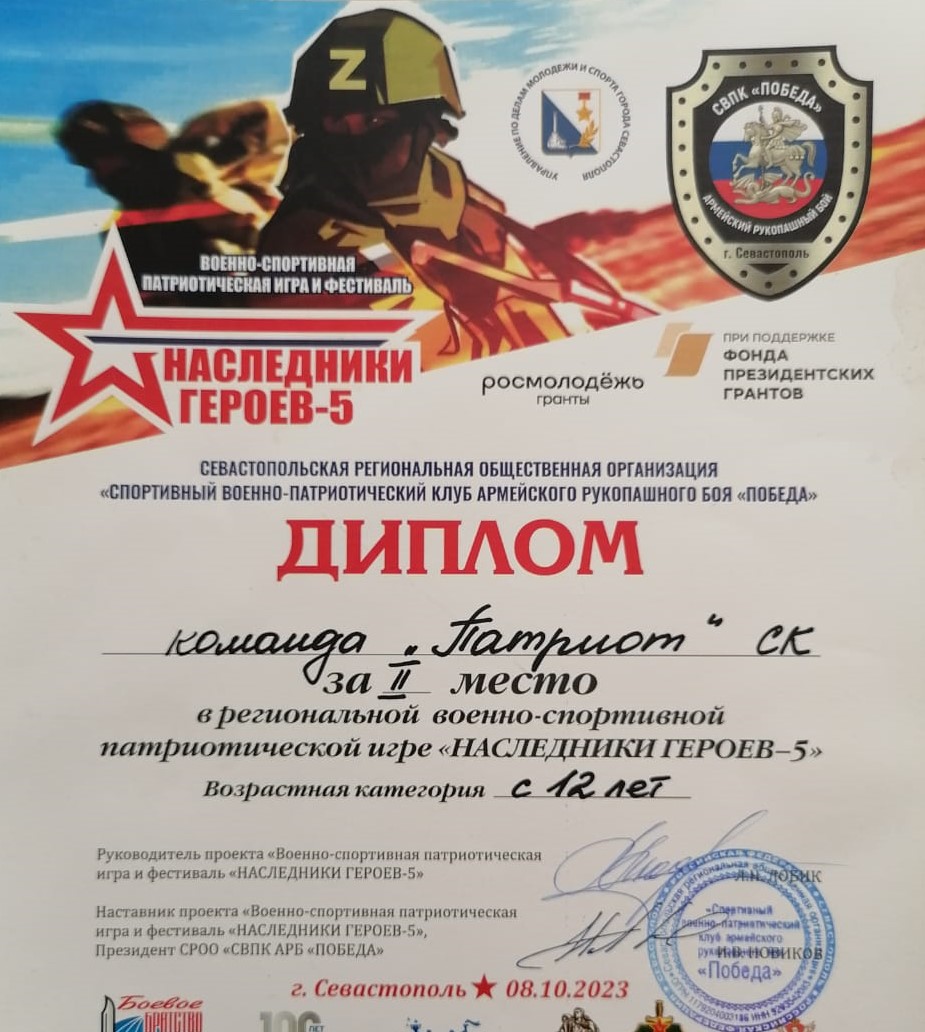 Z
УПРАВЛЕНИЕ ПО ДЕЛАМ МОЛОДЕЖИ И СПОРТА ГОРОДА СЕВАСТОПОЛЯ
СВПК «ПОБЕДА»
АРМЕЙСКИЙ РУКОПАШНЫЙ БОЙ
г. Севастополь
ВОЕННО-СПОРТИВНАЯ
ПАТРИОТИЧЕСКАЯ ИГРА И ФЕСТИВАЛЬ
НАСЛЕДНИКИ
ГЕРОЕВ-5
росмолодёжь
гранты
ПРИ ПОДДЕРЖКЕ
ФОНДА
ПРЕЗИДЕНТСКИХ
ГРАНТОВ
СЕВАСТОПОЛЬСКАЯ РЕГИОНАЛЬНАЯ ОБЩЕСТВЕННАЯ ОРГАНИЗАЦИЯ
«СПОРТИВНЫЙ ВОЕННО-ПАТРИОТИЧЕСКИЙ КЛУБ АРМЕЙСКОГО РУКОПАШНОГО БОЯ «ПОБЕДА»
ДИПЛОМ
команда „Патриот" СК
за II место
в региональной военно-спортивной
патриотической игре «НАСЛЕДНИКИ ГЕРОЕВ–5»
Возрастная категория с 12 лет
Руководитель проекта «Военно-спортивная патриотическая
игра и фестиваль «НАСЛЕДНИКИ ГЕРОЕВ-5»
ЛОБИК
Наставник проекта «Военно-спортивная патриотическая
игра и фестиваль «НАСЛЕДНИКИ ГЕРОЕВ-5»,
Президент СРОО «СВПК АРБ «ПОБЕДА»
И.В. НОВИКОВ
«Спортивный
военно-патриотический
клуб армейского
«Победа»
г. Севастополь ★ 08.10.2023
Боевое
БРАТСТВО
100 ЛЕТ